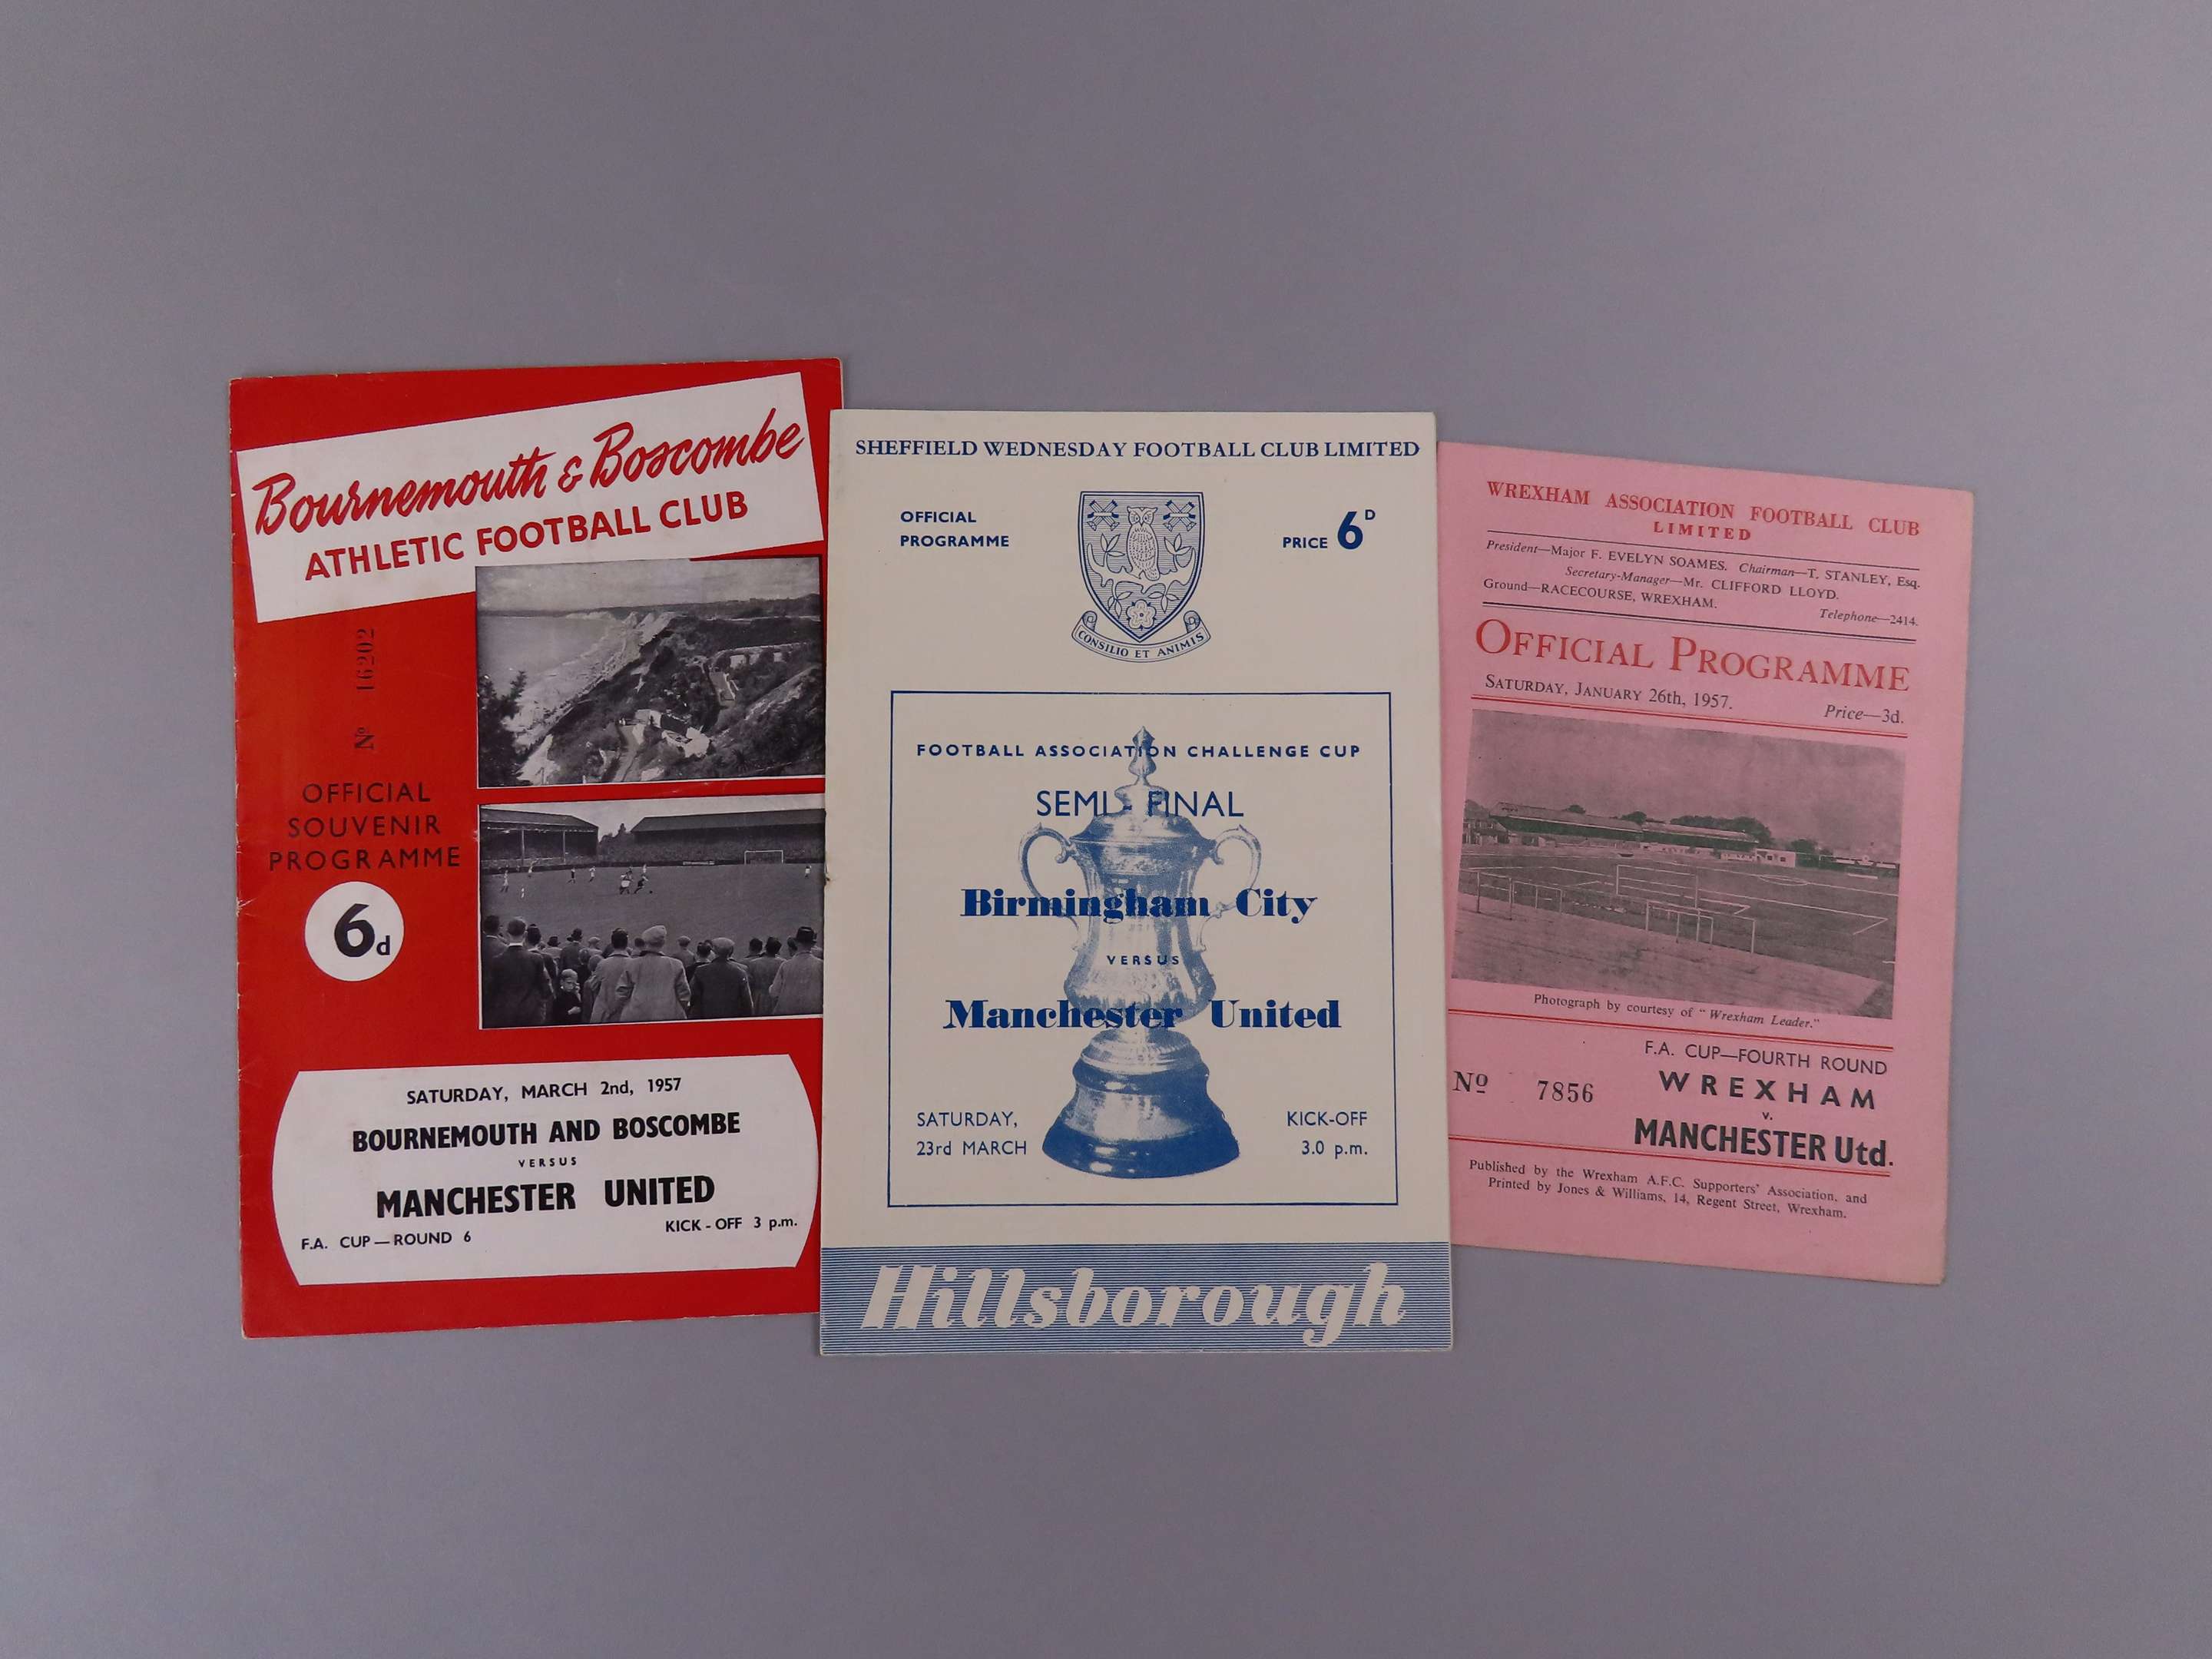 Bournemouth & Boscombe
ATHLETIC FOOTBALL CLUB
Nº 16202
OFFICIAL
SOUVENIR
PROGRAMME
6d
SATURDAY, MARCH 2nd, 1957
BOURNEMOUTH AND BOSCOMBE
VERSUS
MANCHESTER UNITED
KICK-OFF 3 p.m.
F.A. CUP—ROUND 6
SHEFFIELD WEDNESDAY FOOTBALL CLUB LIMITED
OFFICIAL
PROGRAMME
PRICE 6D
CONSILIO ET ANIMIS
FOOTBALL ASSOCIATION CHALLENGE CUP
SEMI-FINAL
Birmingham City
VERSUS
Manchester United
SATURDAY,
23rd MARCH
KICK-OFF
3.0 p.m.
Hillsborough
WREXHAM ASSOCIATION FOOTBALL CLUB
LIMITED
President—Major F. EVELYN SOAMES. Chairman—T. STANLEY, Esq.
Secretary-Manager—Mr. CLIFFORD LLOYD.
Ground—RACECOURSE, WREXHAM.
Telephone—2414.
OFFICIAL PROGRAMME
SATURDAY, JANUARY 26th, 1957.
Price—3d.
Photograph by courtesy of "Wrexham Leader."
F.A. CUP—FOURTH ROUND
Nº 7856
WREXHAM
v.
MANCHESTER Utd.
Published by the Wrexham A.F.C. Supporters' Association, and
Printed by Jones & Williams, 14, Regent Street, Wrexham.